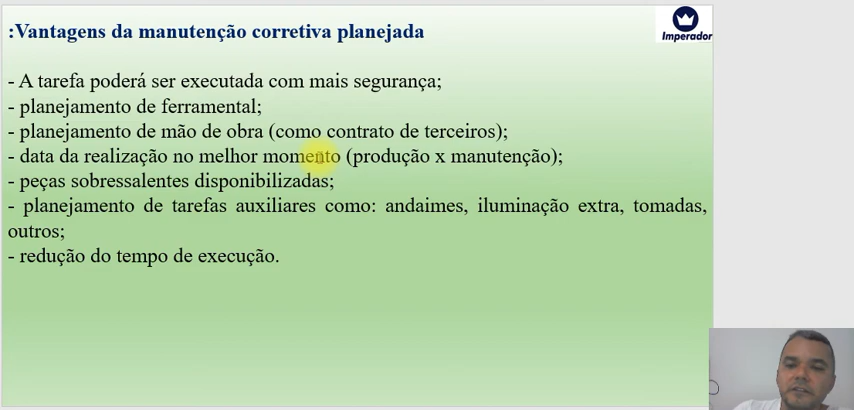 :Vantagens da manutenção corretiva planejada
Imperador
- A tarefa poderá ser executada com mais segurança;
- planejamento de ferramental;
- planejamento de mão de obra (como contrato de terceiros);
- data da realização no melhor momento (produção x manutenção);
- peças sobressalentes disponibilizadas;
- planejamento de tarefas auxiliares como: andaimes, iluminação extra, tomadas,
outros;
- redução do tempo de execução.